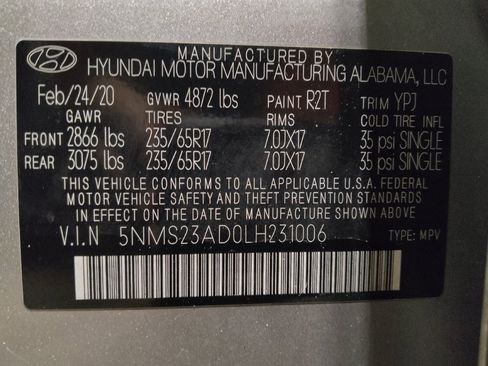 MANUFACTURED BY
HYUNDAI MOTOR MANUFACTURING ALABAMA, LLC
Feb/24/20 GVWR 4872 lbs PAINT R2T TRIM YPJ
GAWR TIRES RIMS COLD TIRE INFL
FRONT 2866 lbs 235/65R17 7.0JX17 35 psi SINGLE
REAR 3075 lbs 235/65R17 7.0JX17 35 psi SINGLE
THIS VEHICLE CONFORMS TO ALL APPLICABLE U.S.A. FEDERAL
MOTOR VEHICLE SAFETY AND THEFT PREVENTION STANDARDS
IN EFFECT ON THE DATE OF MANUFACTURE SHOWN ABOVE.
V.I.N 5NMS23AD0LH231006 TYPE: MPV